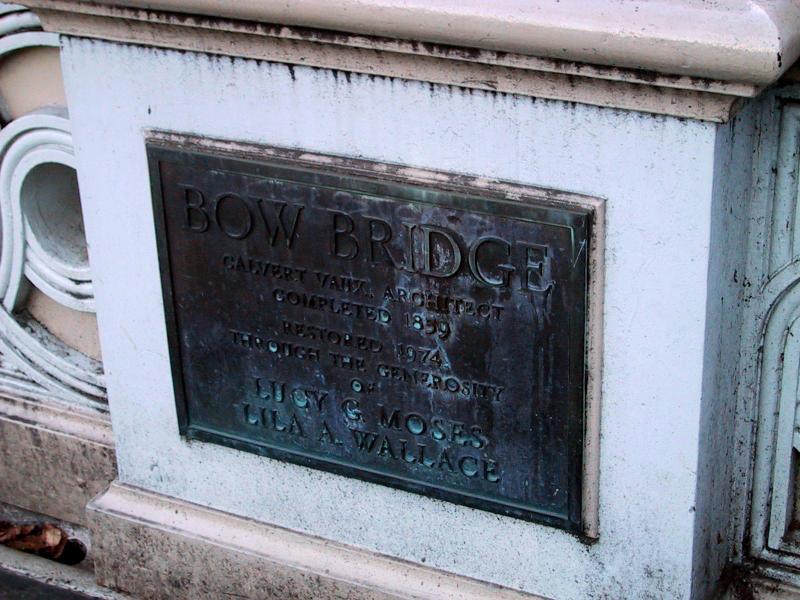 BOW BRIDGE
CALVERT VAUX, ARCHITECT
COMPLETED 1859
RESTORED 1974
THROUGH THE GENEROSITY
OF
LUCY G. MOSES
LILA A. WALLACE